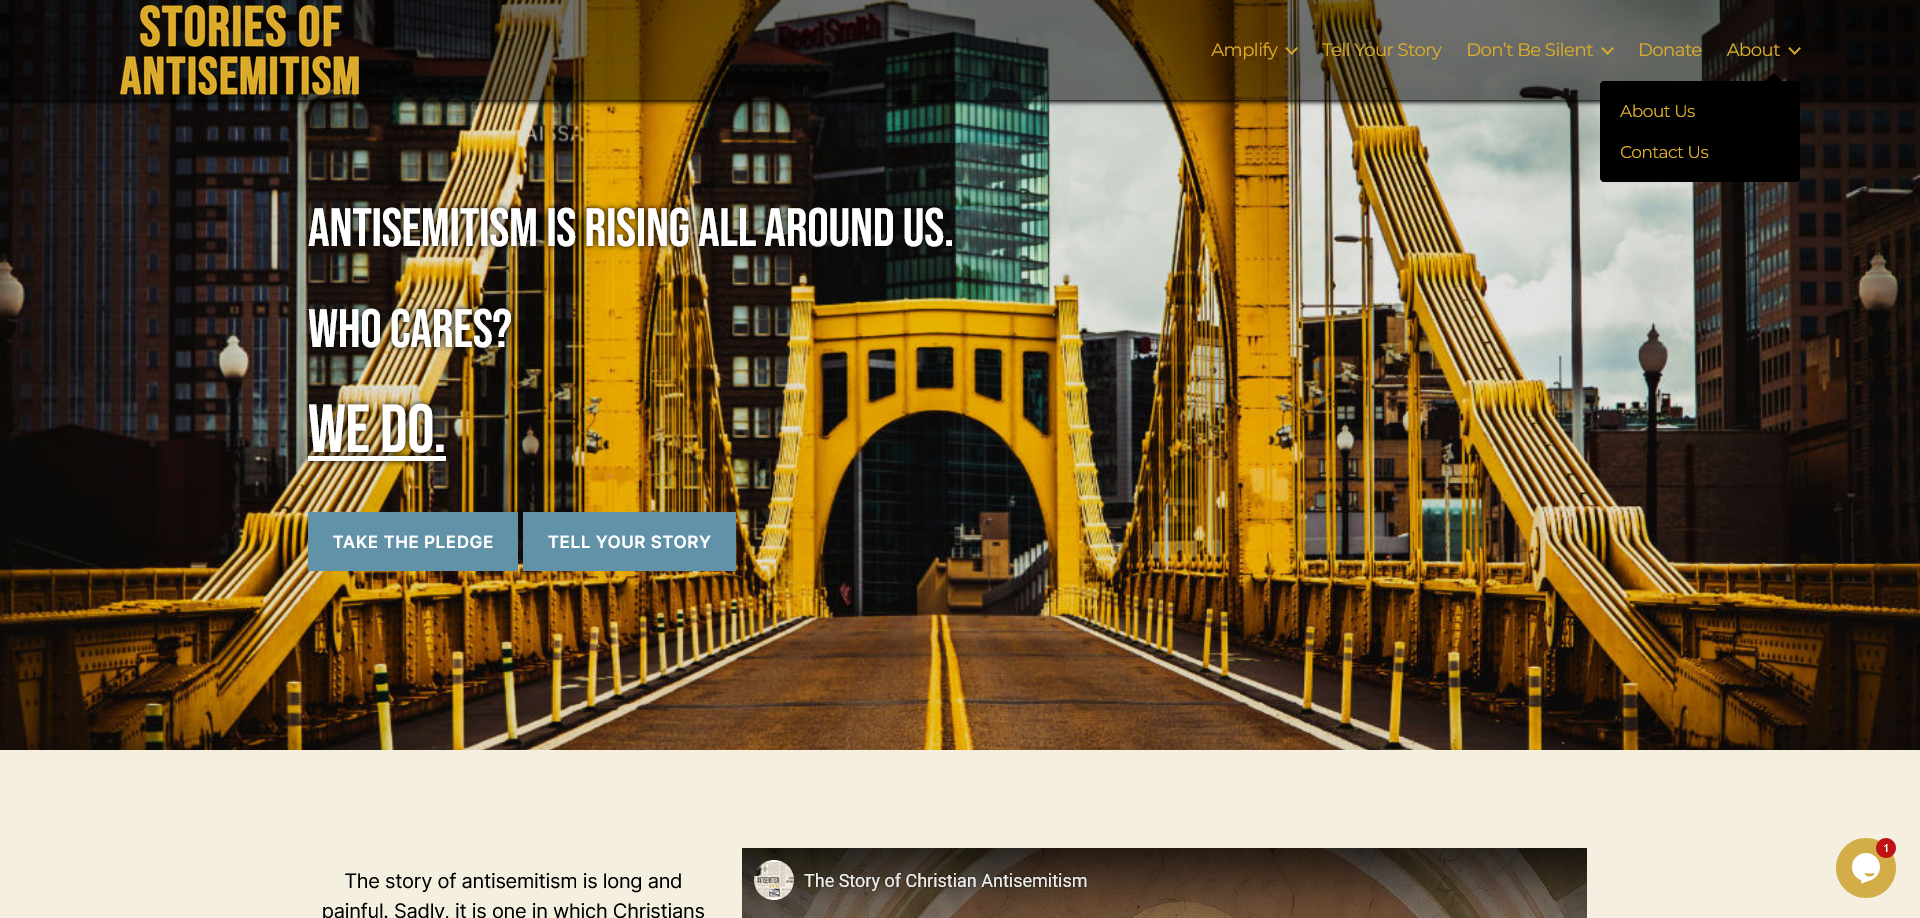 STORIES OF
ANTISEMITISM
Reed Smith
Amplify
Tell Your Story
Don't Be Silent
Donate
About
About Us
Contact Us
ANTISEMITISM IS RISING ALL AROUND US.
WHO CARES?
WE DO.
TAKE THE PLEDGE
TELL YOUR STORY
The story of antisemitism is long and
painful. Sadly, it is one in which Christians
The Story of Christian Antisemitism
1